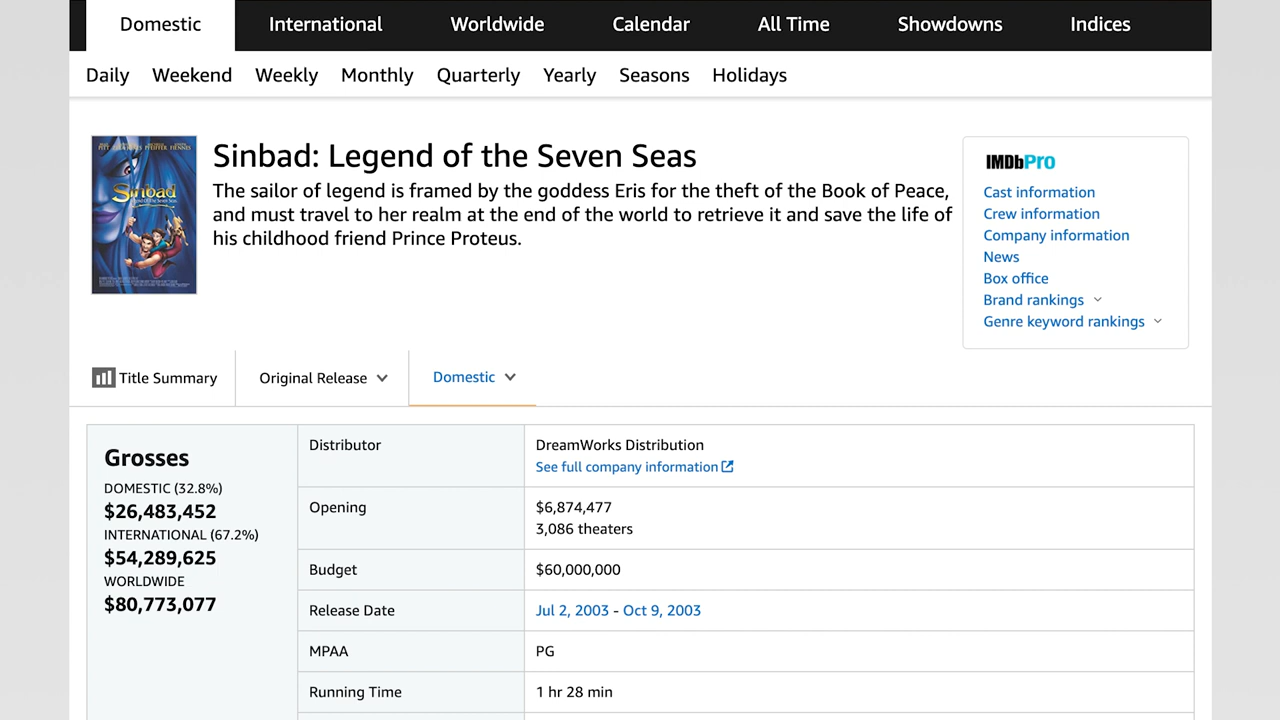 Domestic International Worldwide Calendar All Time Showdowns Indices
Daily Weekend Weekly Monthly Quarterly Yearly Seasons Holidays
Sinbad
Sinbad: Legend of the Seven Seas
The sailor of legend is framed by the goddess Eris for the theft of the Book of Peace,
and must travel to her realm at the end of the world to retrieve it and save the life of
his childhood friend Prince Proteus.
IMDbPro
Cast information
Crew information
Company information
News
Box office
Brand rankings
Genre keyword rankings
Title Summary Original Release Domestic
Grosses
DOMESTIC (32.8%)
$26,483,452
INTERNATIONAL (67.2%)
$54,289,625
WORLDWIDE
$80,773,077
Distributor DreamWorks Distribution
See full company information
Opening $6,874,477
3,086 theaters
Budget $60,000,000
Release Date Jul 2, 2003 - Oct 9, 2003
MPAA PG
Running Time 1 hr 28 min